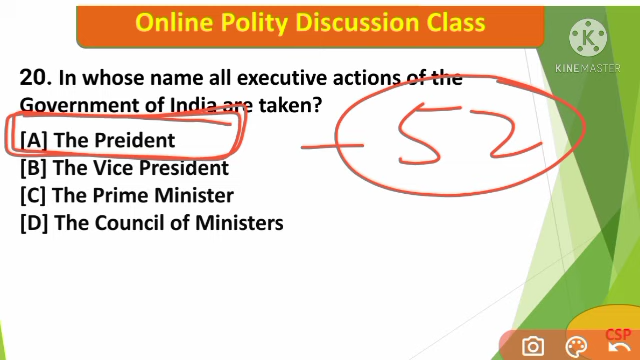 Online Polity Discussion Class
K
KINEMASTER
20. In whose name all executive actions of the
Government of India are taken?
[A] The Preident
[B] The Vice President
[C] The Prime Minister
[D] The Council of Ministers
52
CSP